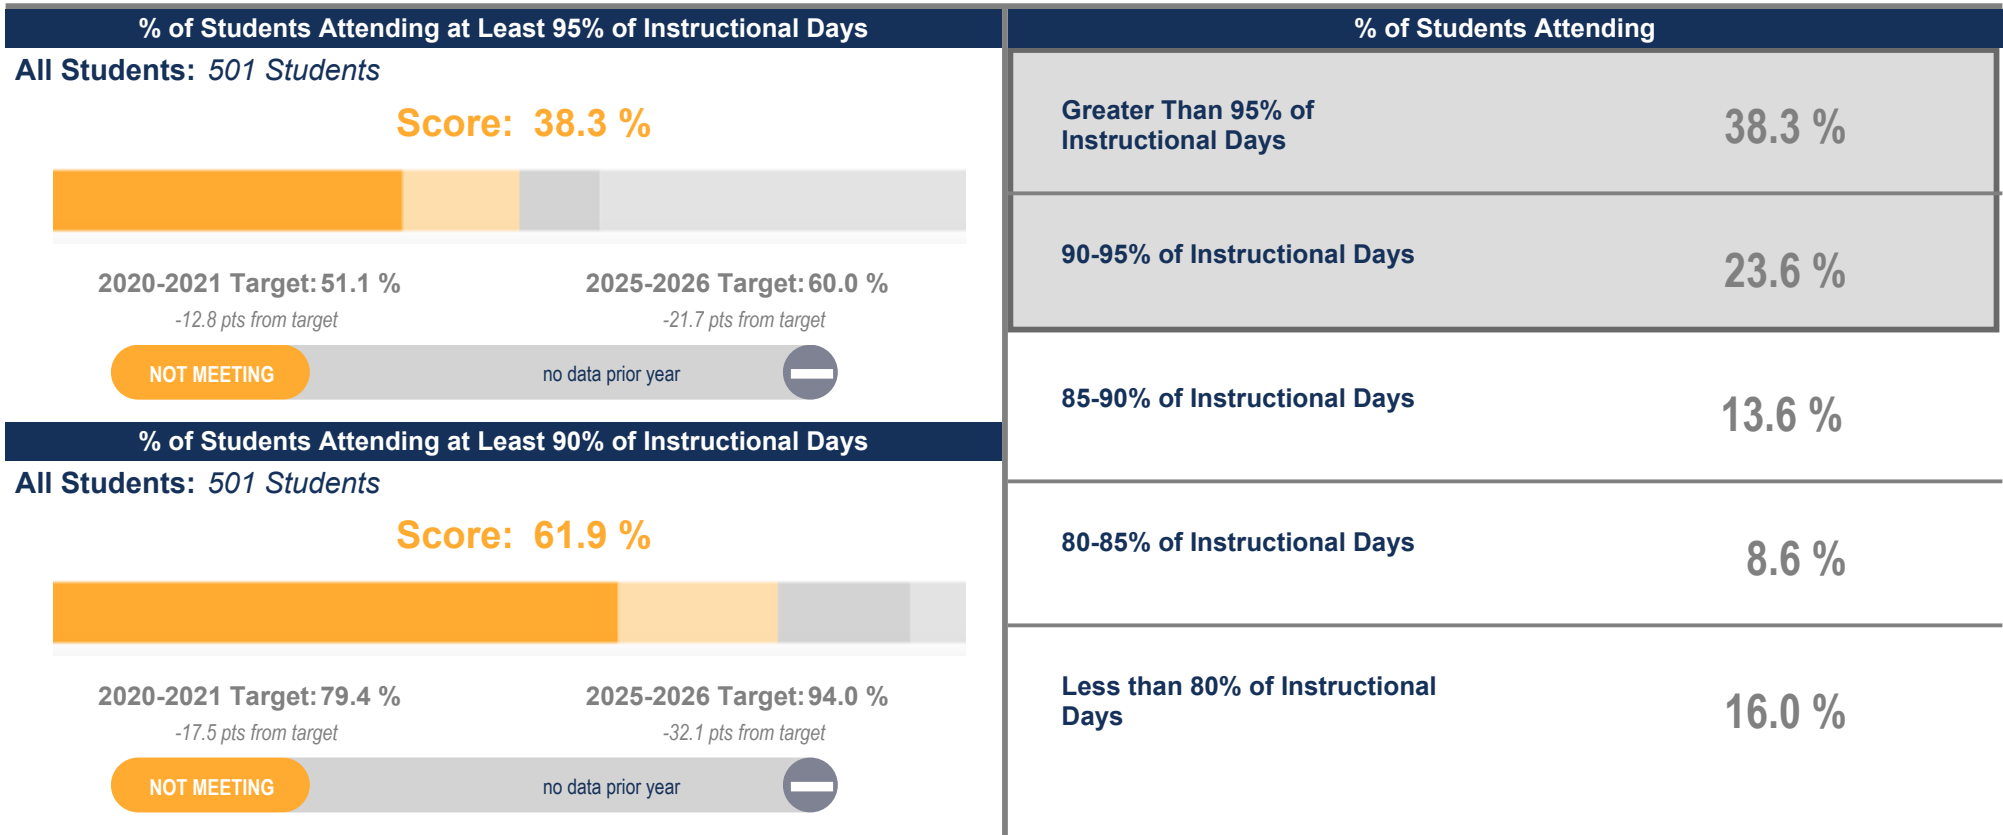 % of Students Attending at Least 95% of Instructional Days
All Students: 501 Students
Score: 38.3 %
2020-2021 Target: 51.1 %
-12.8 pts from target
2025-2026 Target: 60.0 %
-21.7 pts from target
NOT MEETING
no data prior year
% of Students Attending at Least 90% of Instructional Days
All Students: 501 Students
Score: 61.9 %
2020-2021 Target: 79.4 %
-17.5 pts from target
2025-2026 Target: 94.0 %
-32.1 pts from target
NOT MEETING
no data prior year
% of Students Attending
Greater Than 95% of
Instructional Days
38.3 %
90-95% of Instructional Days
23.6 %
85-90% of Instructional Days
13.6 %
80-85% of Instructional Days
8.6 %
Less than 80% of Instructional
Days
16.0 %